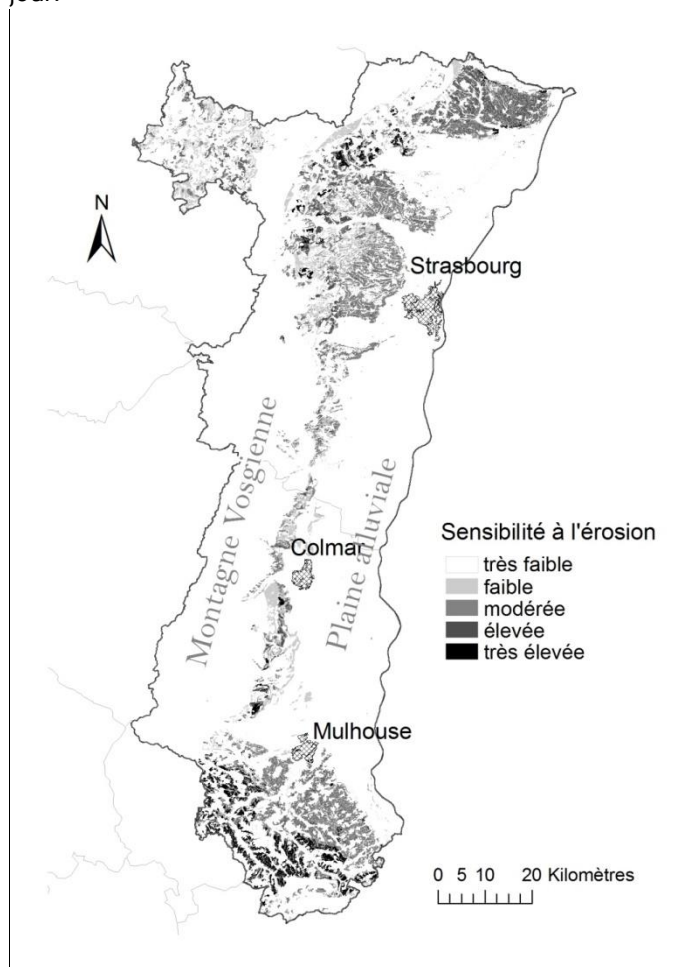 jour.
N
Strasbourg
Montagne Vosgienne
Plaine alluviale
Colmar
Sensibilité à l'érosion
très faible
faible
modérée
élevée
très élevée
Mulhouse
0 5 10 20 Kilomètres